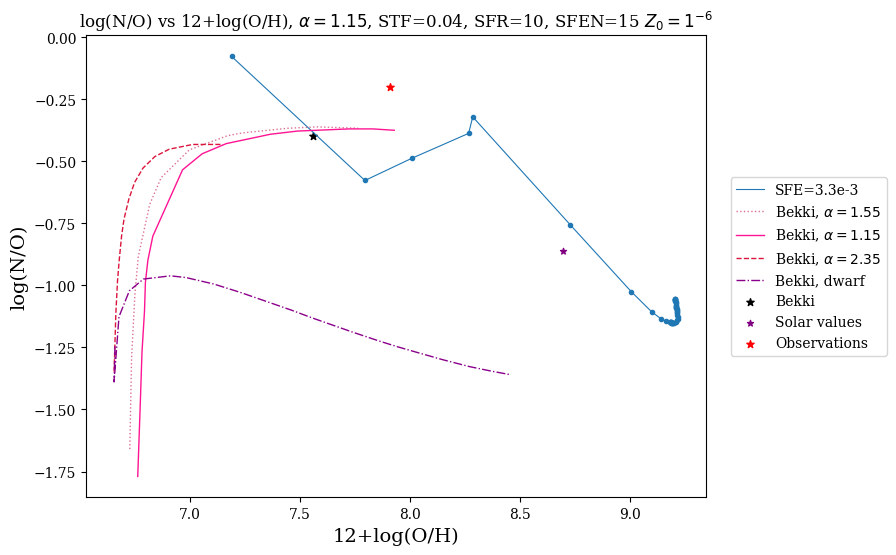 log(N/O) vs 12+log(O/H), α = 1.15, STF=0.04, SFR=10, SFEN=15 Z₀ = 1⁻⁶
0.00
−0.25
−0.50
−0.75
−1.00
−1.25
−1.50
−1.75
log(N/O)
7.0
7.5
8.0
8.5
9.0
12+log(O/H)
SFE=3.3e-3
Bekki, α = 1.55
Bekki, α = 1.15
Bekki, α = 2.35
Bekki, dwarf
Bekki
Solar values
Observations